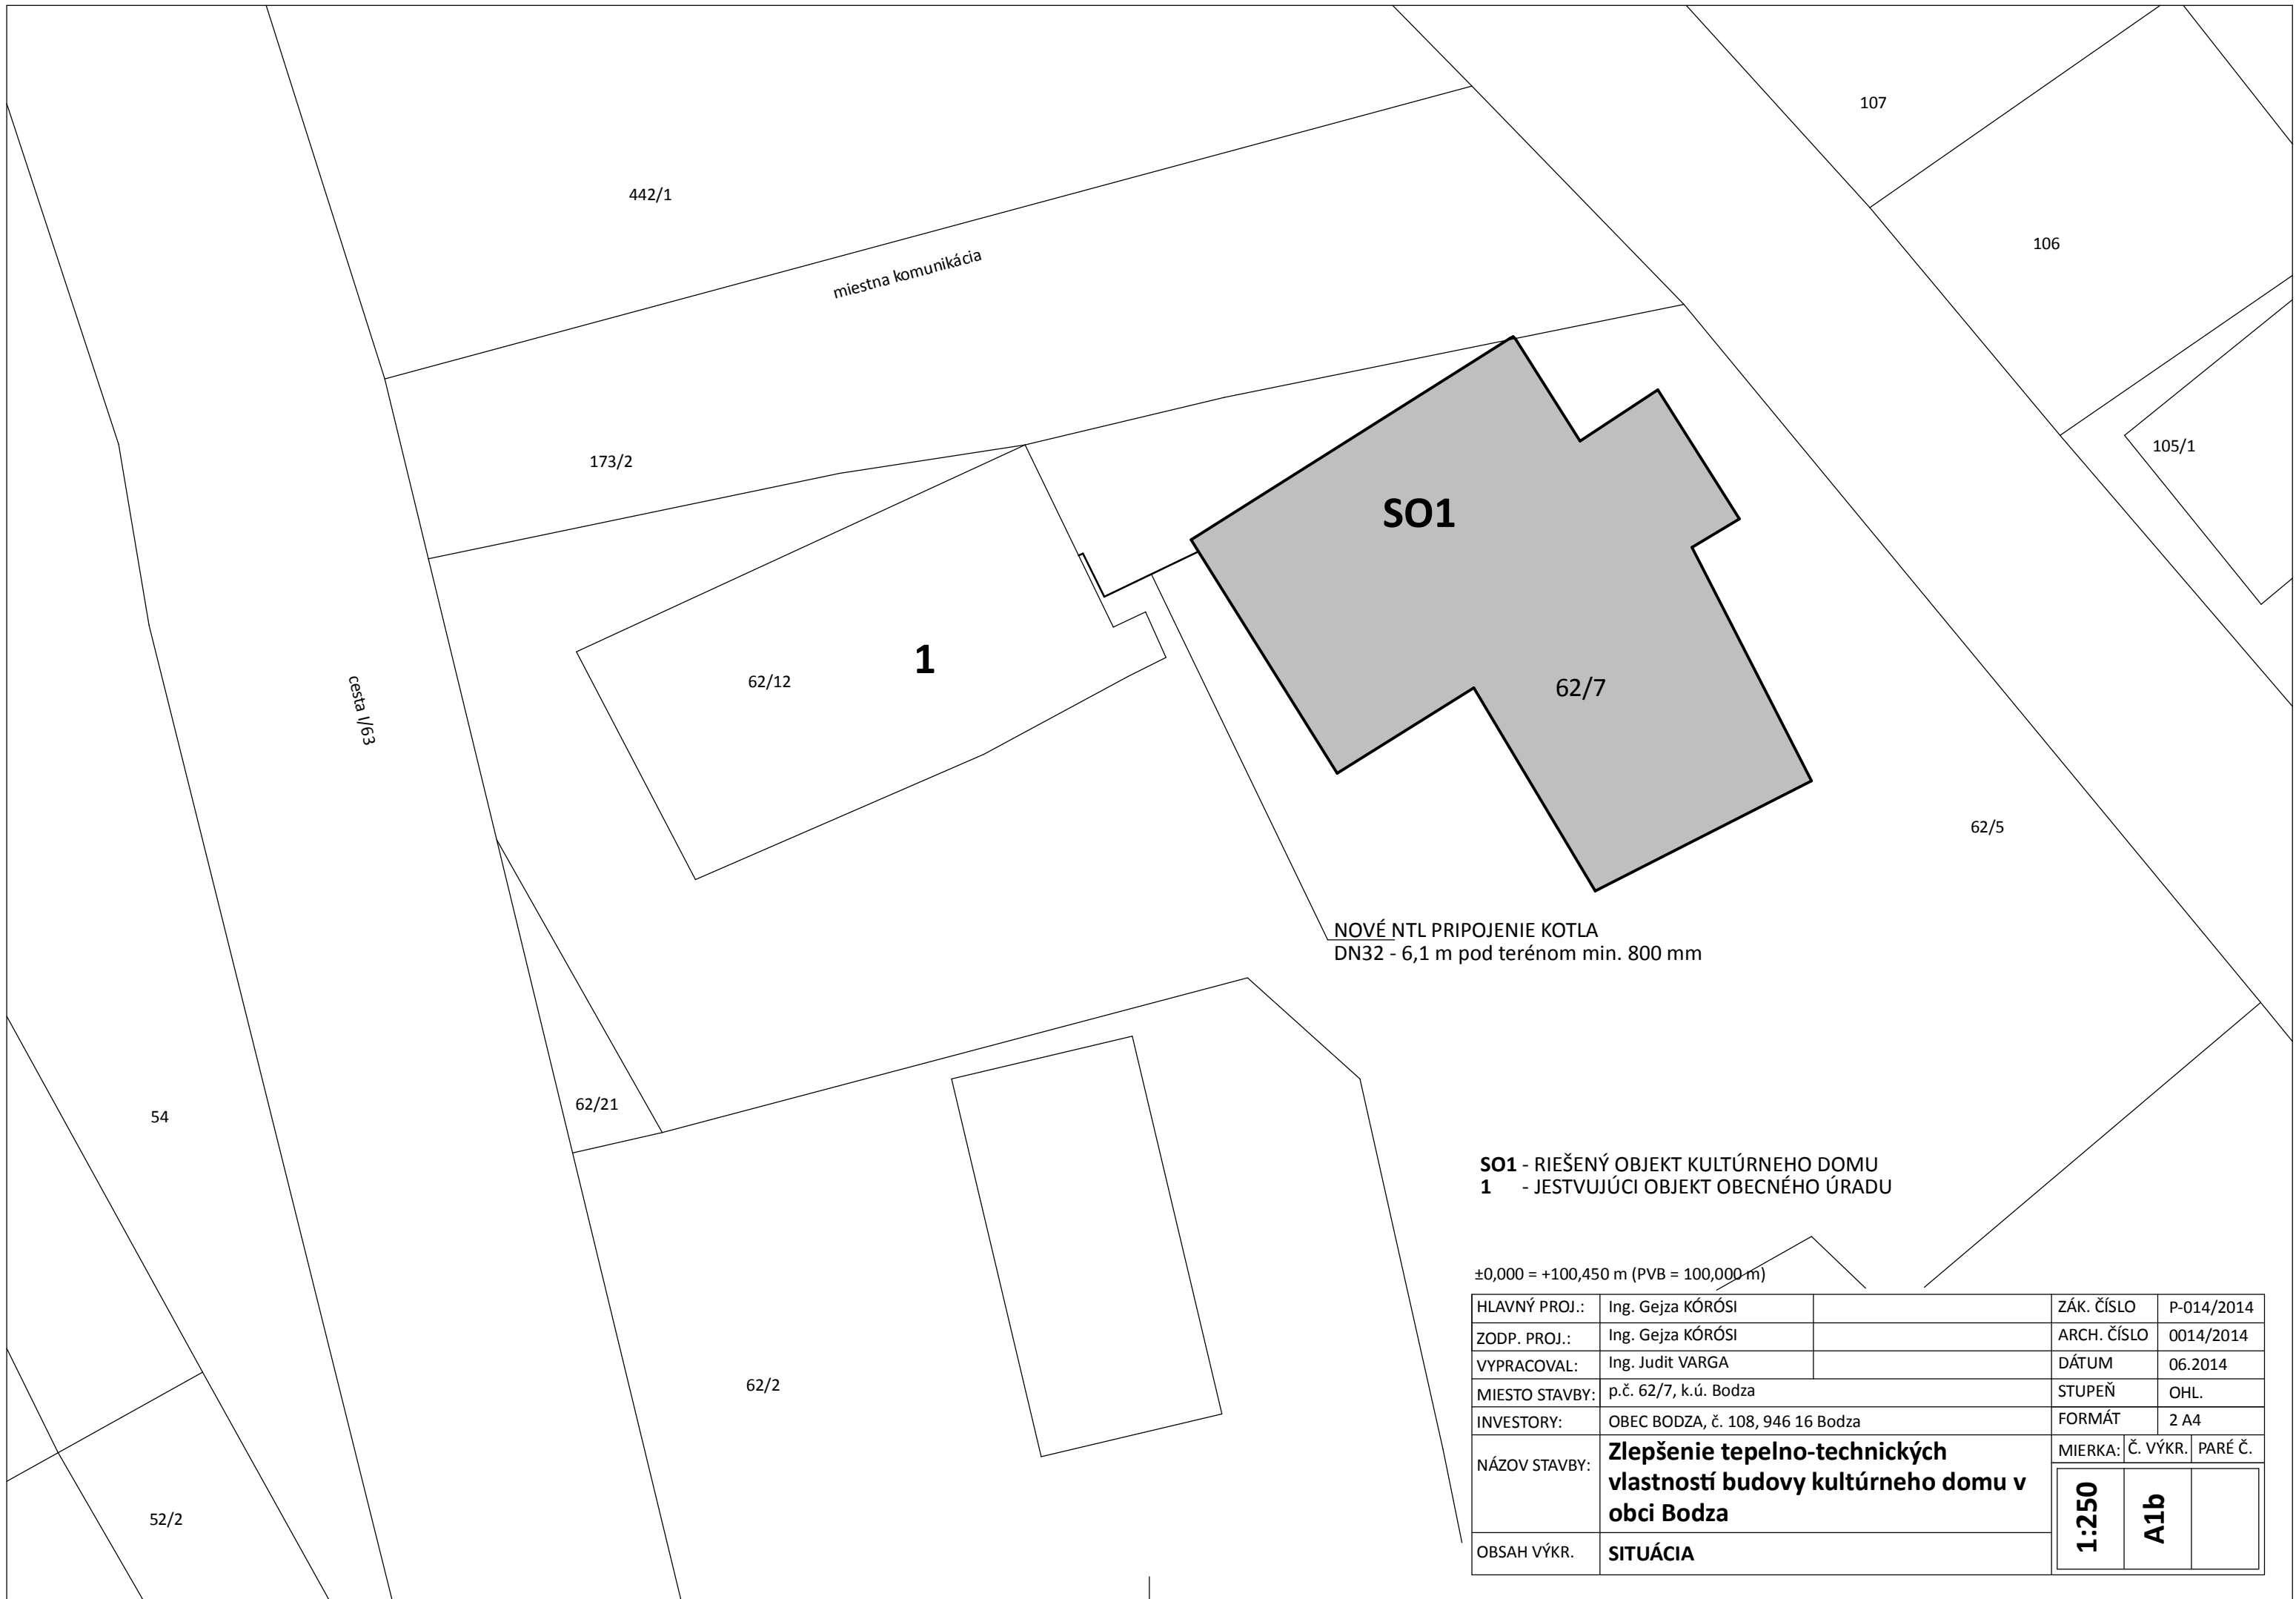 107
442/1
106
miestna komunikácia
105/1
173/2
SO1
1
62/12
62/7
cesta I/63
62/5
NOVÉ NTL PRIPOJENIE KOTLA
DN32 - 6,1 m pod terénom min. 800 mm
62/21
54
SO1 - RIEŠENÝ OBJEKT KULTÚRNEHO DOMU
1 - JESTVUJÚCI OBJEKT OBECNÉHO ÚRADU
62/2
52/2
±0,000 = +100,450 m (PVB = 100,000 m)
HLAVNÝ PROJ.: Ing. Gejza KÓRÓSI ZÁK. ČÍSLO P-014/2014
ZODP. PROJ.: Ing. Gejza KÓRÓSI ARCH. ČÍSLO 0014/2014
VYPRACOVAL: Ing. Judit VARGA DÁTUM 06.2014
MIESTO STAVBY: p.č. 62/7, k.ú. Bodza STUPEŇ OHL.
INVESTORY: OBEC BODZA, č. 108, 946 16 Bodza FORMÁT 2 A4
NÁZOV STAVBY: Zlepšenie tepelno-technických
vlastností budovy kultúrneho domu v
obci Bodza
MIERKA: Č. VÝKR. PARÉ Č.
1:250 A1b
OBSAH VÝKR. SITUÁCIA